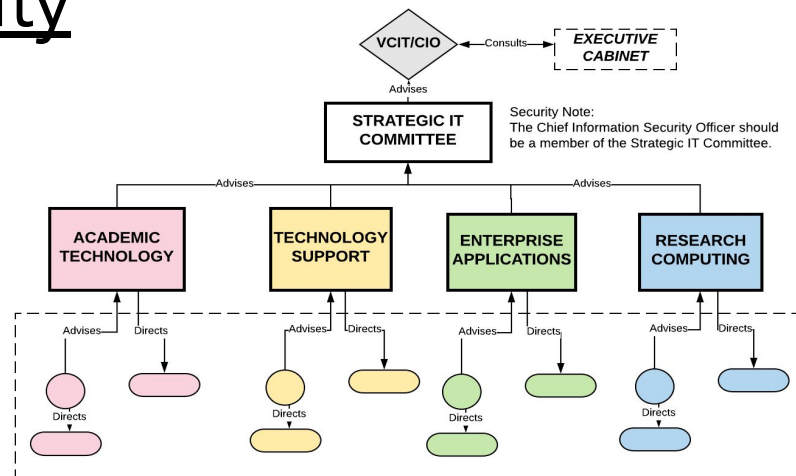 VCIT/CIO
Consults
EXECUTIVE
CABINET
Advises
STRATEGIC IT
COMMITTEE
Security Note:
The Chief Information Security Officer should
be a member of the Strategic IT Committee.
Advises
Advises
ACADEMIC
TECHNOLOGY
TECHNOLOGY
SUPPORT
ENTERPRISE
APPLICATIONS
RESEARCH
COMPUTING
Advises
Directs
Advises
Directs
Advises
Directs
Advises
Directs
Directs
Directs
Directs
Directs